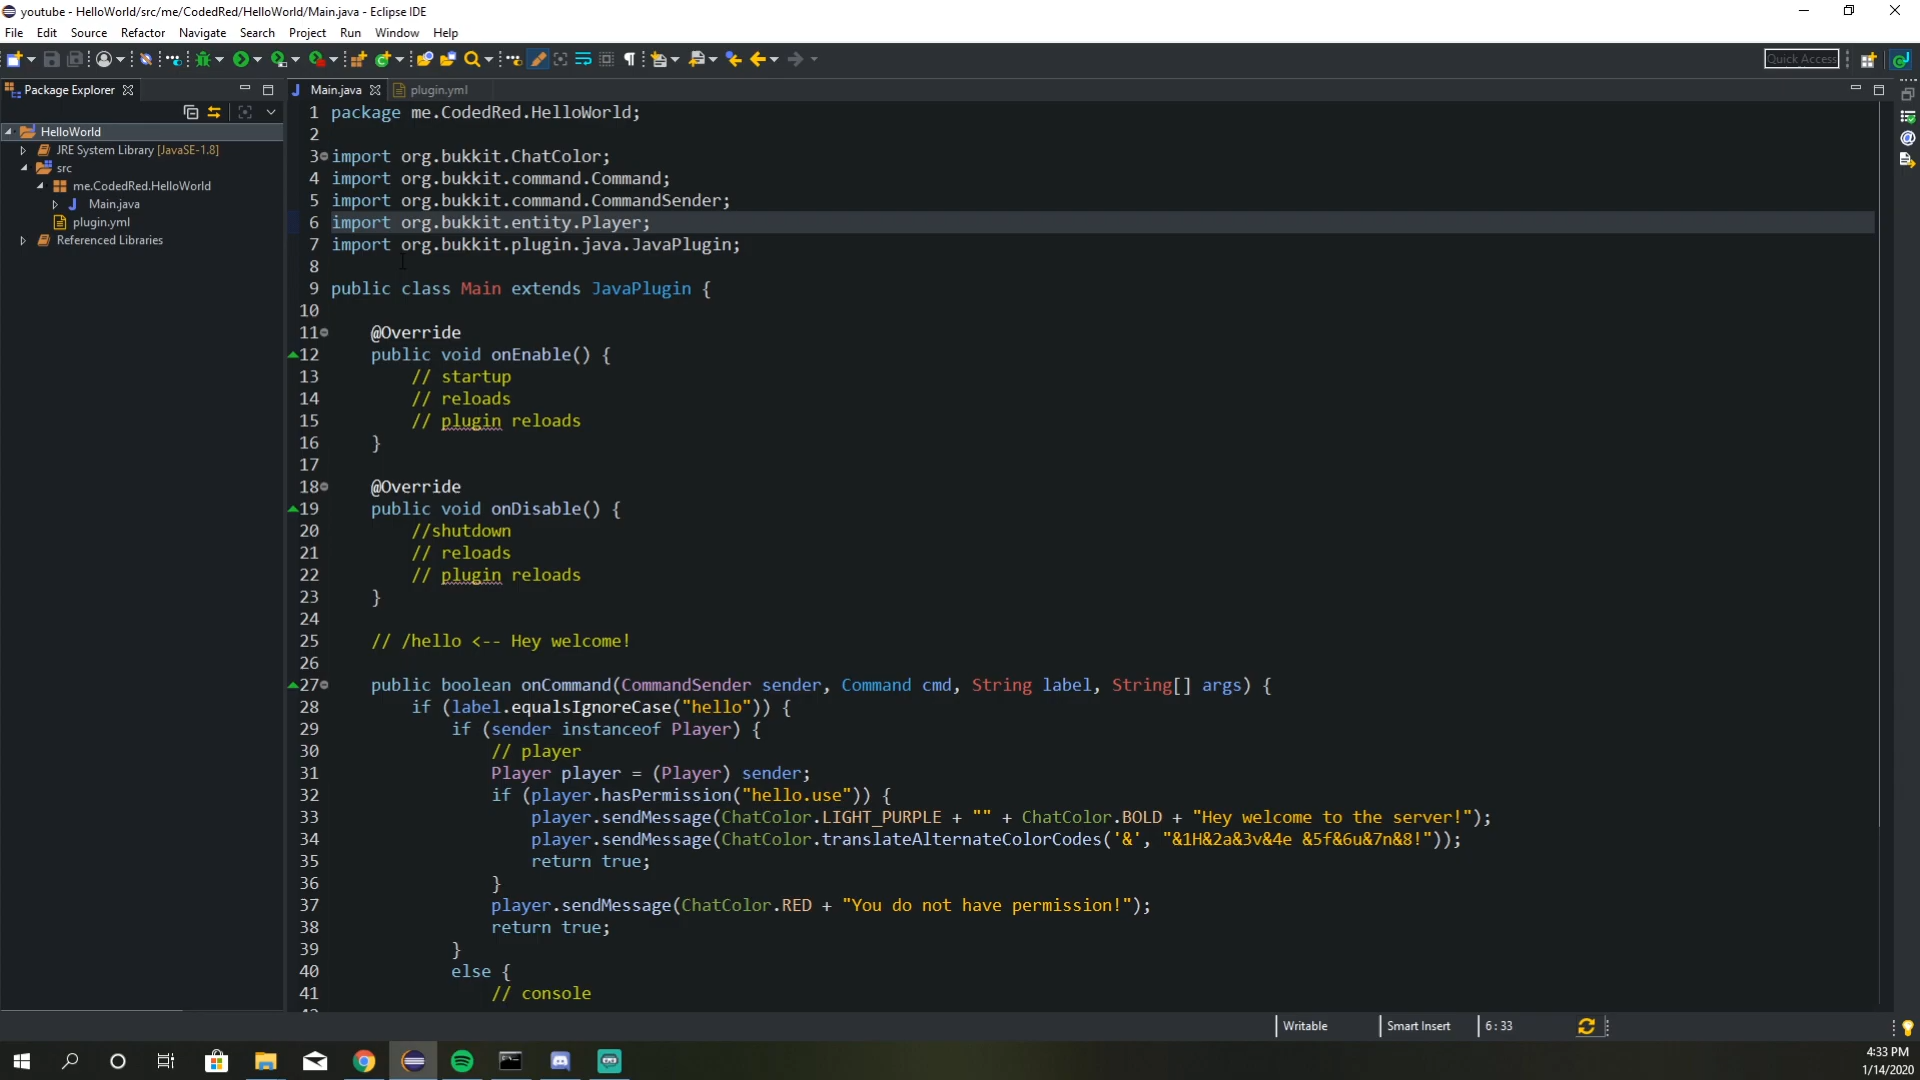 youtube - HelloWorld/src/me/CodedRed/HelloWorld/Main.java - Eclipse IDE
File Edit Source Refactor Navigate Search Project Run Window Help
Quick Access
Package Explorer
Main.java
plugin.yml
HelloWorld
JRE System Library [JavaSE-1.8]
src
me.CodedRed.HelloWorld
Main.java
plugin.yml
Referenced Libraries
1 package me.CodedRed.HelloWorld;
2
3 import org.bukkit.ChatColor;
4 import org.bukkit.command.Command;
5 import org.bukkit.command.CommandSender;
6 import org.bukkit.entity.Player;
7 import org.bukkit.plugin.java.JavaPlugin;
8
9 public class Main extends JavaPlugin {
10
11 @Override
12 public void onEnable() {
13 // startup
14 // reloads
15 // plugin reloads
16 }
17
18 @Override
19 public void onDisable() {
20 //shutdown
21 // reloads
22 // plugin reloads
23 }
24
25 // /hello <-- Hey welcome!
26
27 public boolean onCommand(CommandSender sender, Command cmd, String label, String[] args) {
28 if (label.equalsIgnoreCase("hello")) {
29 if (sender instanceof Player) {
30 // player
31 Player player = (Player) sender;
32 if (player.hasPermission("hello.use")) {
33 player.sendMessage(ChatColor.LIGHT_PURPLE + "" + ChatColor.BOLD + "Hey welcome to the server!");
34 player.sendMessage(ChatColor.translateAlternateColorCodes('&', "&1H&2a&3v&4e &5f&6u&7n&8!"));
35 return true;
36 }
37 player.sendMessage(ChatColor.RED + "You do not have permission!");
38 return true;
39 }
40 else {
41 // console
Writable
Smart Insert
6 : 33
4:33 PM
1/14/2020